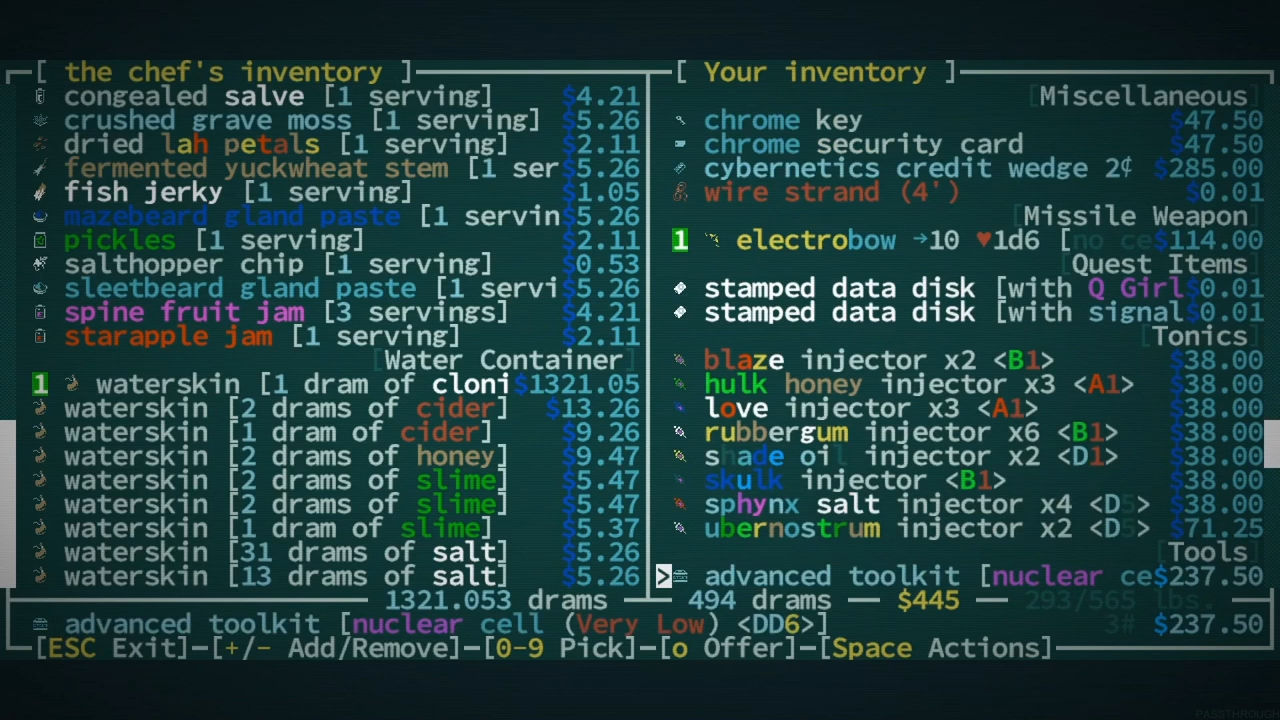 [ the chef's inventory ]
congealed salve [1 serving] $4.21
crushed grave moss [1 serving] $5.26
dried lah petals [1 serving] $2.11
fermented yuckwheat stem [1 ser $5.26
fish jerky [1 serving] $1.05
mazebeard gland paste [1 servin $5.26
pickles [1 serving] $2.11
salthopper chip [1 serving] $0.53
sleetbeard gland paste [1 servi $5.26
spine fruit jam [3 servings] $4.21
starapple jam [1 serving] $2.11
[Water Container]
1 waterskin [1 dram of cloni $1321.05
waterskin [2 drams of cider] $13.26
waterskin [1 dram of cider] $9.26
waterskin [2 drams of honey] $9.47
waterskin [2 drams of slime] $5.47
waterskin [2 drams of slime] $5.47
waterskin [1 dram of slime] $5.37
waterskin [31 drams of salt] $5.26
waterskin [13 drams of salt] $5.26
[ Your inventory ]
[Miscellaneous]
chrome key $47.50
chrome security card $47.50
cybernetics credit wedge 2¢ $285.00
wire strand (4') $0.01
[Missile Weapon]
1 electrobow →10 ♥1d6 [no ce $114.00
[Quest Items]
stamped data disk [with Q Girl $0.01
stamped data disk [with signal $0.01
[Tonics]
blaze injector x2 <B1> $38.00
hulk honey injector x3 <A1> $38.00
love injector x3 <A1> $38.00
rubbergum injector x6 <B1> $38.00
shade oil injector x2 <D1> $38.00
skulk injector <B1> $38.00
sphynx salt injector x4 <D5> $38.00
ubernostrum injector x2 <D5> $71.25
[Tools]
> advanced toolkit [nuclear ce $237.50
1321.053 drams 494 drams — $445 — 293/565 lbs.
advanced toolkit [nuclear cell (Very Low) <DD6>] 3# $237.50
[ESC Exit]—[+/- Add/Remove]—[0-9 Pick]—[o Offer]—[Space Actions]